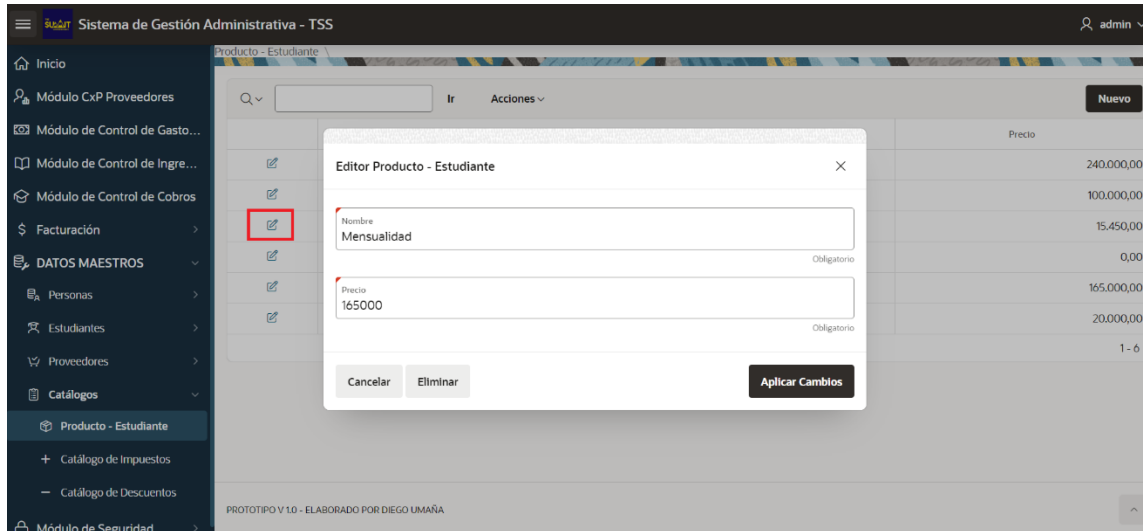 SUMMIT
Sistema de Gestión Administrativa - TSS
admin
Inicio
Módulo CxP Proveedores
Módulo de Control de Gasto...
Módulo de Control de Ingre...
Módulo de Control de Cobros
$ Facturación
DATOS MAESTROS
Personas
Estudiantes
Proveedores
Catálogos
Producto - Estudiante
+ Catálogo de Impuestos
− Catálogo de Descuentos
Módulo de Seguridad
Producto - Estudiante \
Ir
Acciones
Nuevo
Precio
240.000,00
100.000,00
15.450,00
0,00
165.000,00
20.000,00
1 - 6
Editor Producto - Estudiante
Nombre
Mensualidad
Obligatorio
Precio
165000
Obligatorio
Cancelar
Eliminar
Aplicar Cambios
PROTOTIPO V 1.0 - ELABORADO POR DIEGO UMAÑA